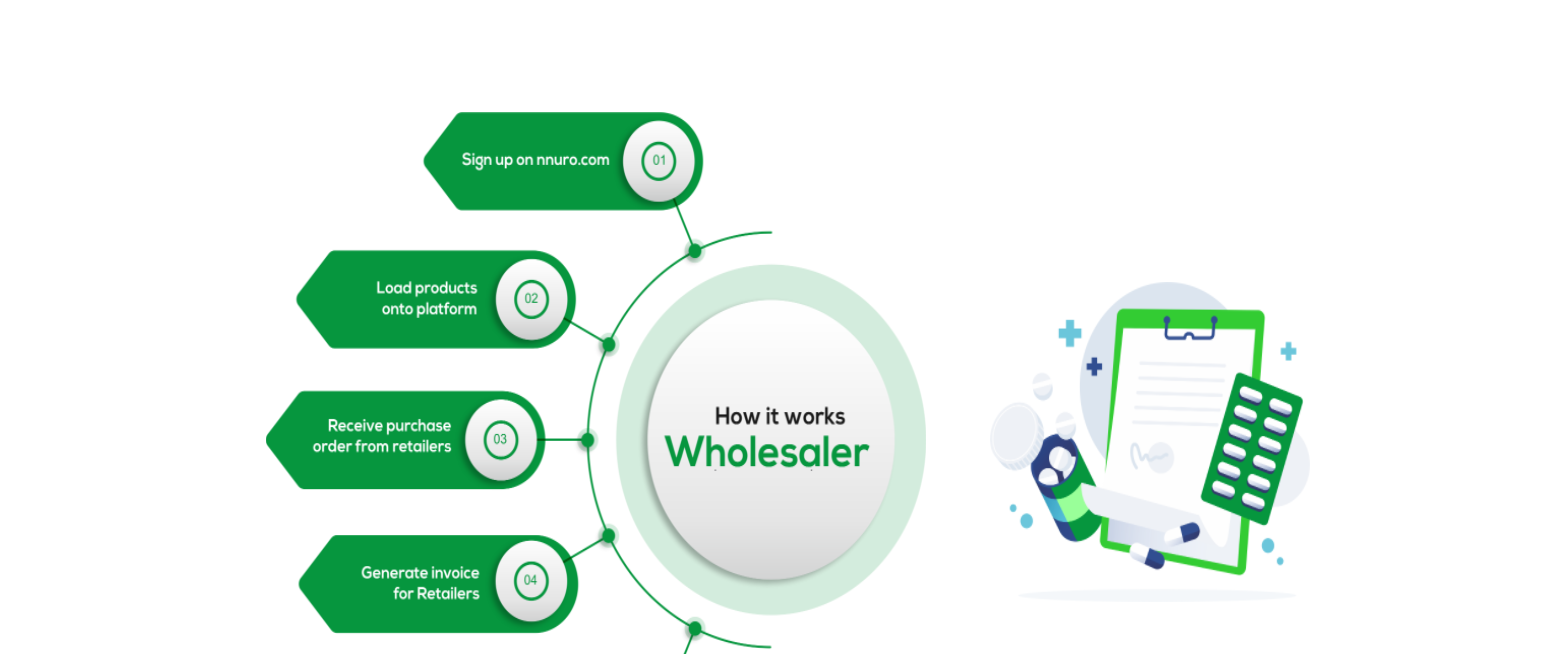 Sign up on nnuro.com
01
Load products
onto platform
02
Receive purchase
order from retailers
03
Generate invoice
for Retailers
04
How it works
Wholesaler